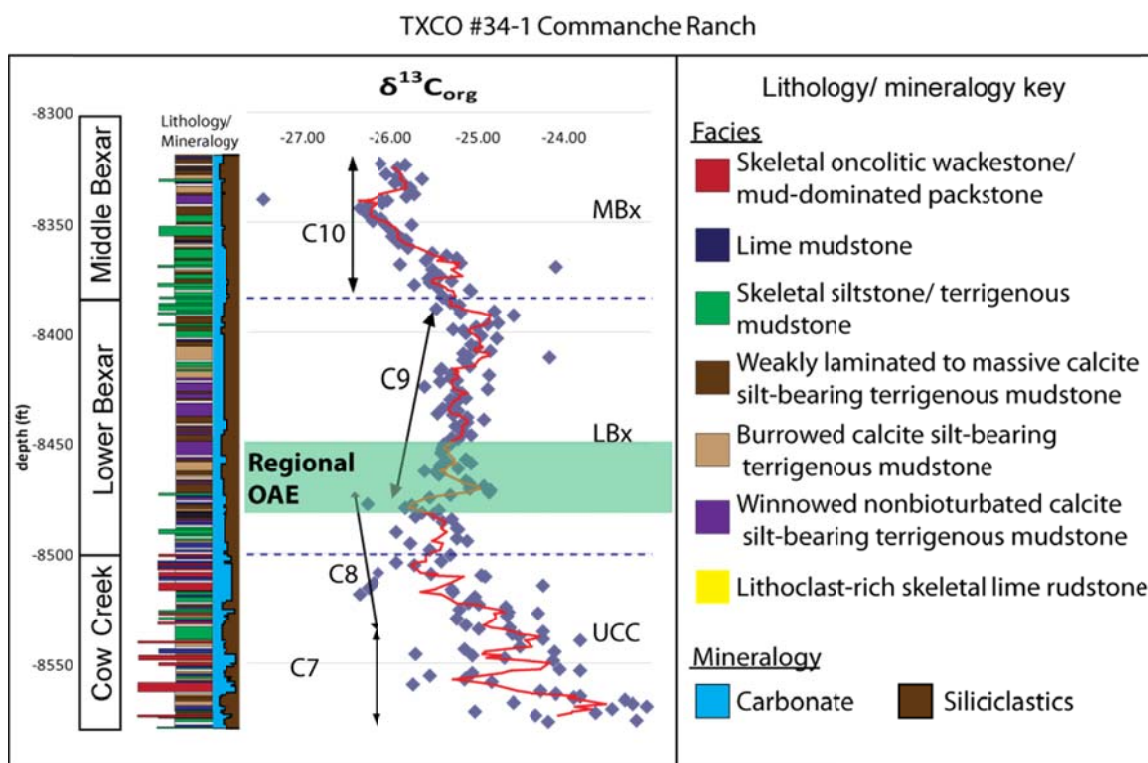 TXCO #34-1 Commanche Ranch
δ13Corg
Lithology/
Mineralogy
-27.00
-26.00
-25.00
-24.00
depth (ft)
-8300
-8350
-8400
-8450
-8500
-8550
Middle Bexar
Lower Bexar
Cow Creek
C10
MBx
C9
LBx
Regional
OAE
C8
UCC
C7
Lithology/ mineralogy key
Facies
Skeletal oncolitic wackestone/
mud-dominated packstone
Lime mudstone
Skeletal siltstone/ terrigenous
mudstone
Weakly laminated to massive calcite
silt-bearing terrigenous mudstone
Burrowed calcite silt-bearing
terrigenous mudstone
Winnowed nonbioturbated calcite
silt-bearing terrigenous mudstone
Lithoclast-rich skeletal lime rudstone
Mineralogy
Carbonate
Siliciclastics